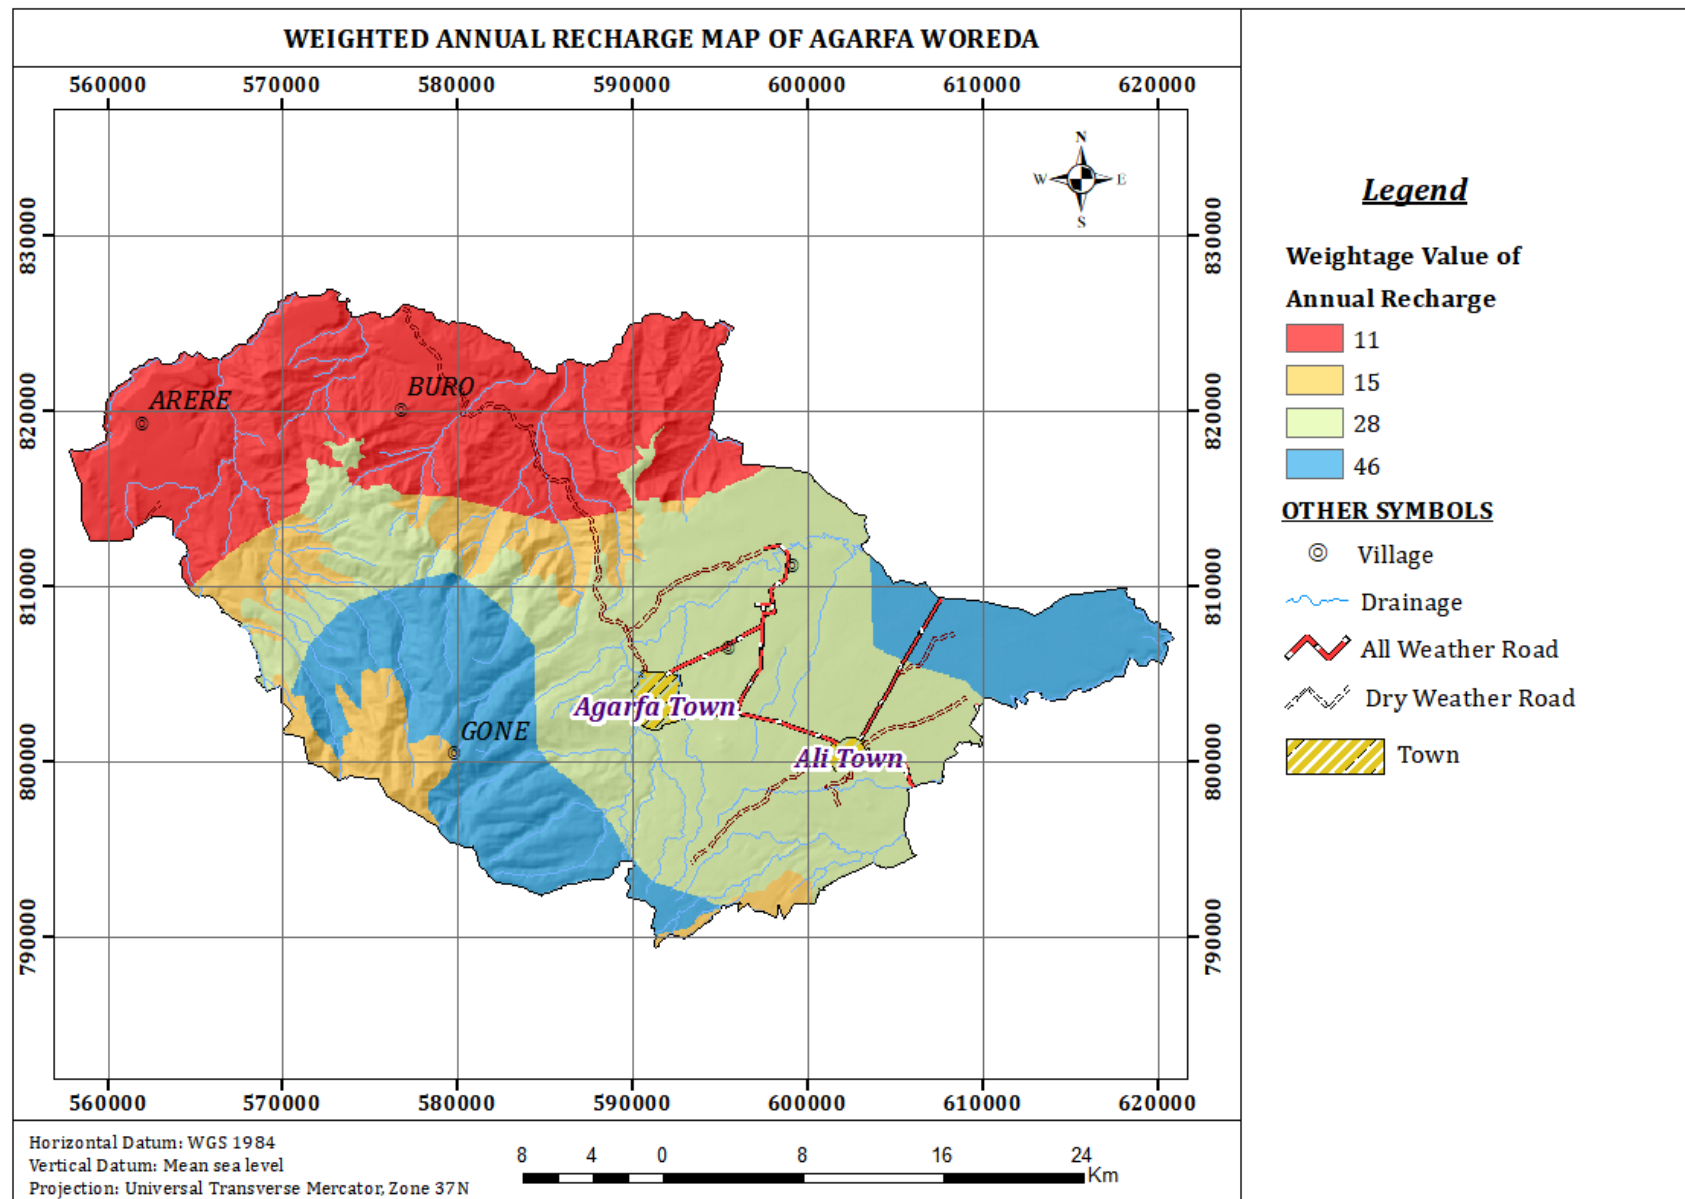 WEIGHTED ANNUAL RECHARGE MAP OF AGARFA WOREDA
560000 570000 580000 590000 600000 610000 620000
N
W E
S
830000 830000
820000 820000
810000 810000
800000 800000
790000 790000
ARERE
BURO
GONE
Agarfa Town
Ali Town
560000 570000 580000 590000 600000 610000 620000
Horizontal Datum: WGS 1984
Vertical Datum: Mean sea level
Projection: Universal Transverse Mercator, Zone 37N
8 4 0 8 16 24
Km
Legend
Weightage Value of
Annual Recharge
11
15
28
46
OTHER SYMBOLS
Village
Drainage
All Weather Road
Dry Weather Road
Town